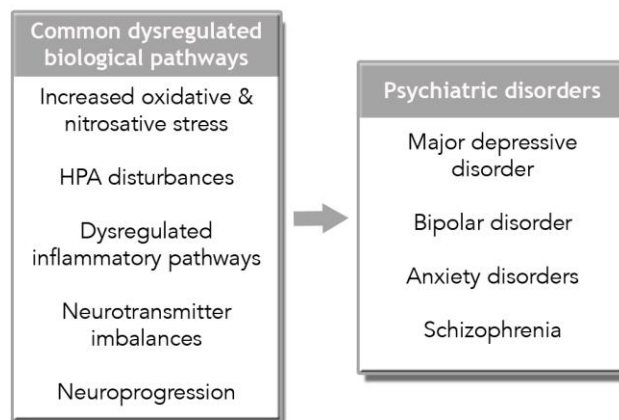 Common dysregulated
biological pathways
Increased oxidative &
nitrosative stress
HPA disturbances
Dysregulated
inflammatory pathways
Neurotransmitter
imbalances
Neuroprogression
Psychiatric disorders
Major depressive
disorder
Bipolar disorder
Anxiety disorders
Schizophrenia